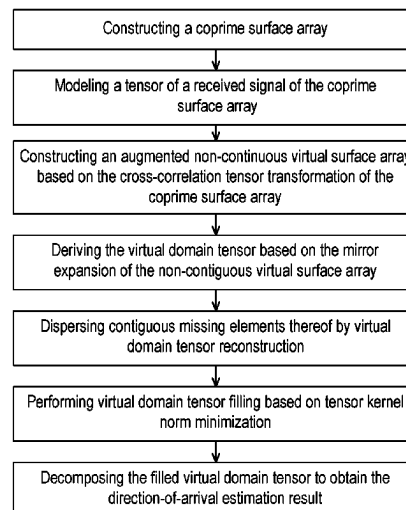 Constructing a coprime surface array
Modeling a tensor of a received signal of the coprime
surface array
Constructing an augmented non-continuous virtual surface array
based on the cross-correlation tensor transformation of the
coprime surface array
Deriving the virtual domain tensor based on the mirror
expansion of the non-contiguous virtual surface array
Dispersing contiguous missing elements thereof by virtual
domain tensor reconstruction
Performing virtual domain tensor filling based on tensor kernel
norm minimization
Decomposing the filled virtual domain tensor to obtain the
direction-of-arrival estimation result